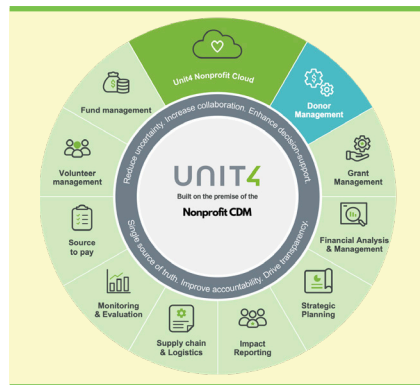 Unit4 Nonprofit Cloud
Donor
Management
Grant
Management
Financial Analysis
& Management
Strategic
Planning
Impact
Reporting
Supply chain
& Logistics
Monitoring
& Evaluation
Source
to pay
Volunteer
management
Fund management
Reduce uncertainty. Increase collaboration. Enhance decision-support.
Single source of truth. Improve accountability. Drive transparency.
UNIT4
Built on the premise of the
Nonprofit CDM